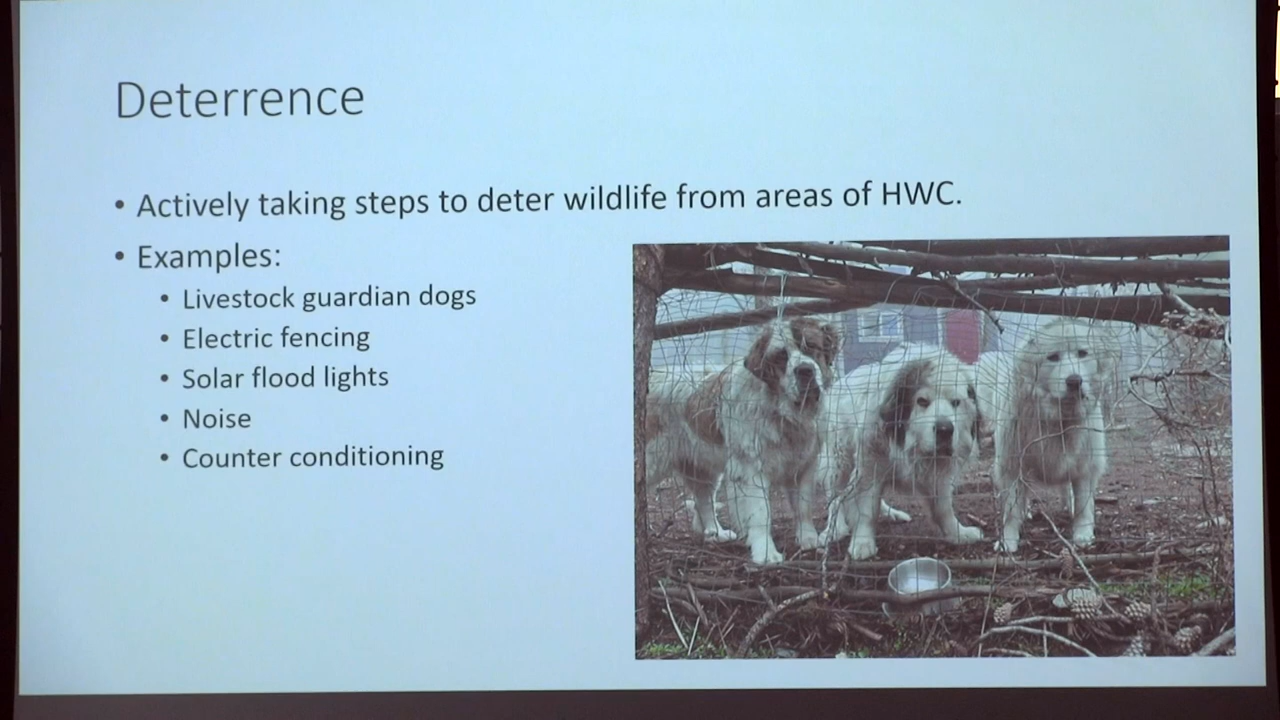 Deterrence
• Actively taking steps to deter wildlife from areas of HWC.
• Examples:
• Livestock guardian dogs
• Electric fencing
• Solar flood lights
• Noise
• Counter conditioning